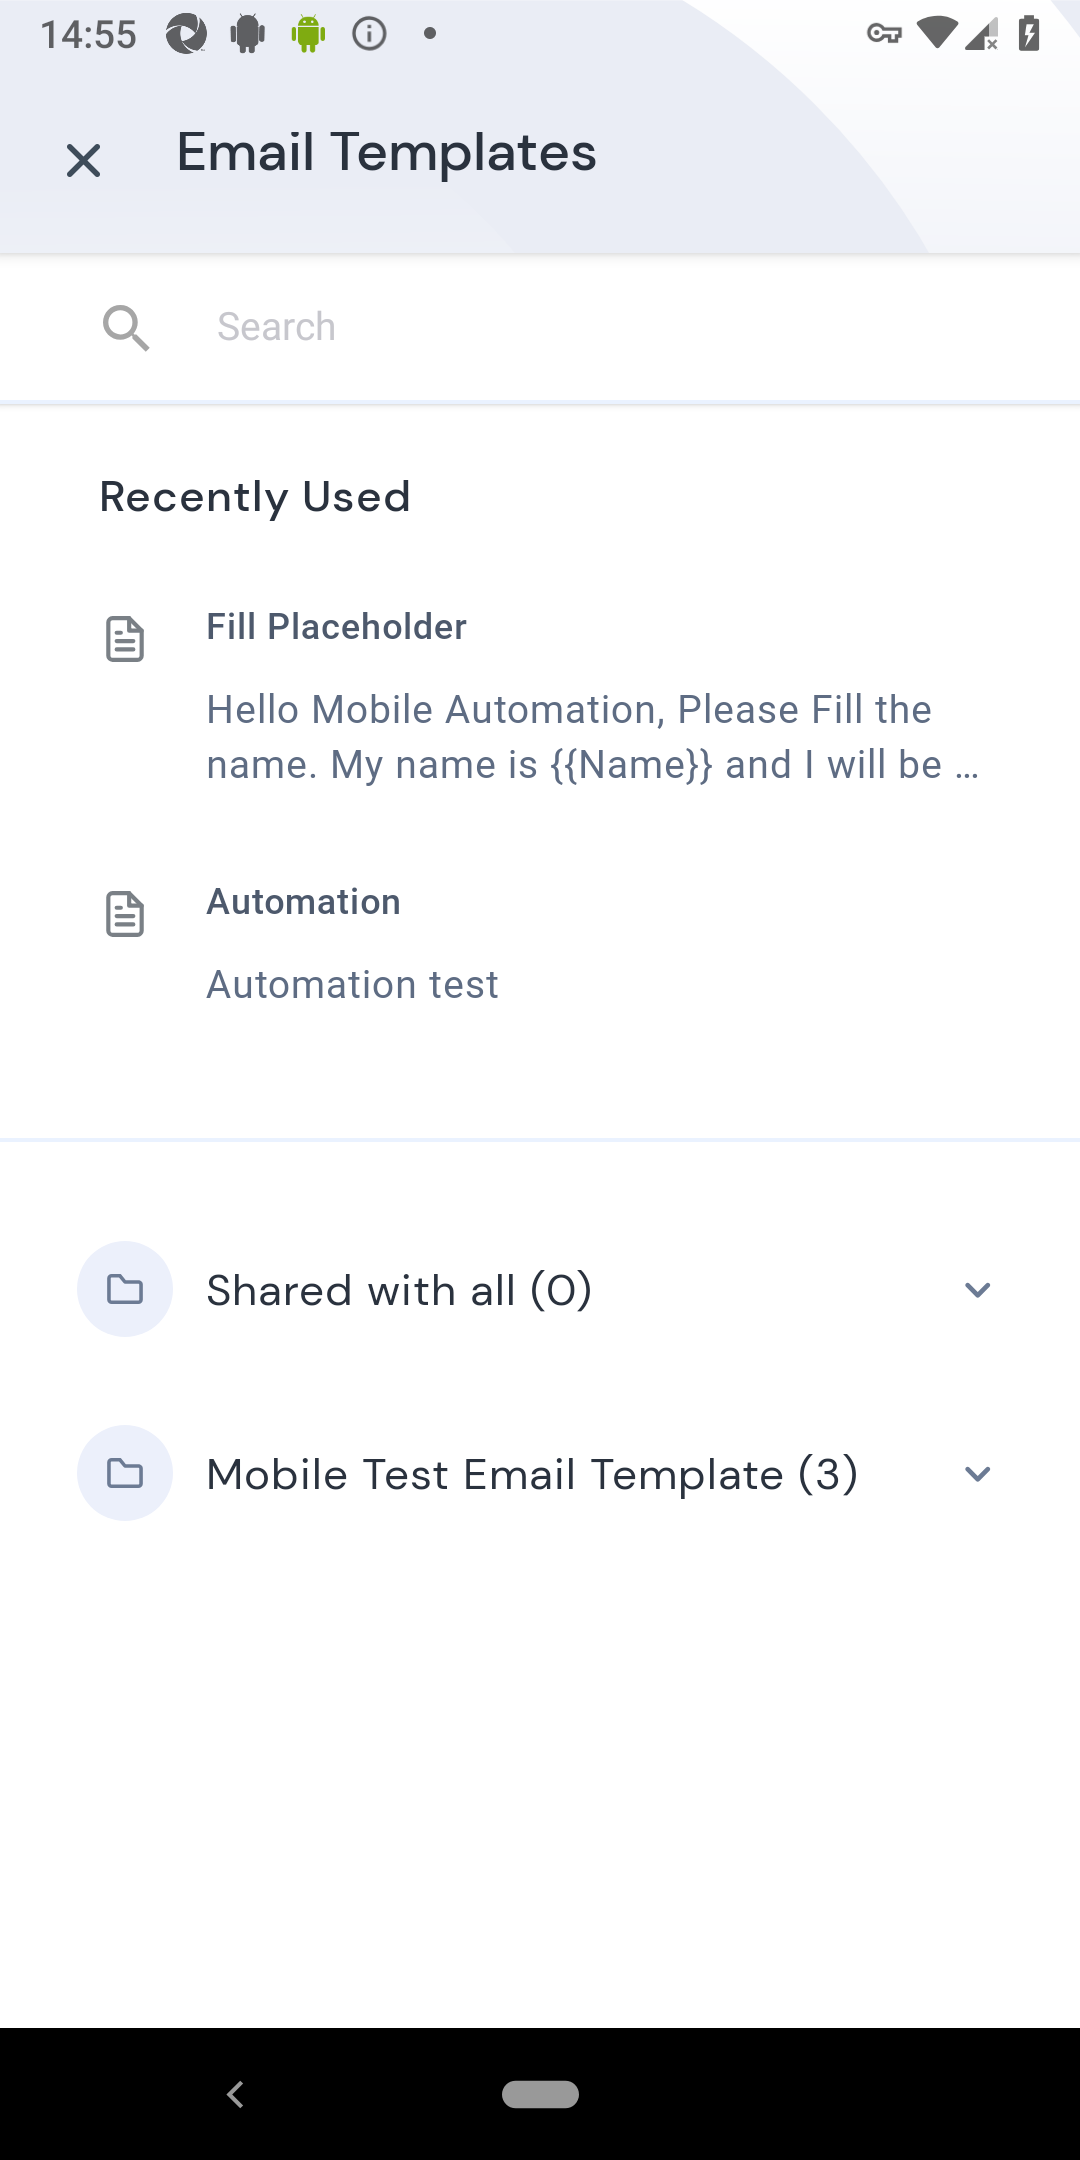 14:55
Email Templates
Search
Recently Used
Fill Placeholder
Hello Mobile Automation, Please Fill the
name. My name is {{Name}} and I will be ...
Automation
Automation test
Shared with all (0)
Mobile Test Email Template (3)